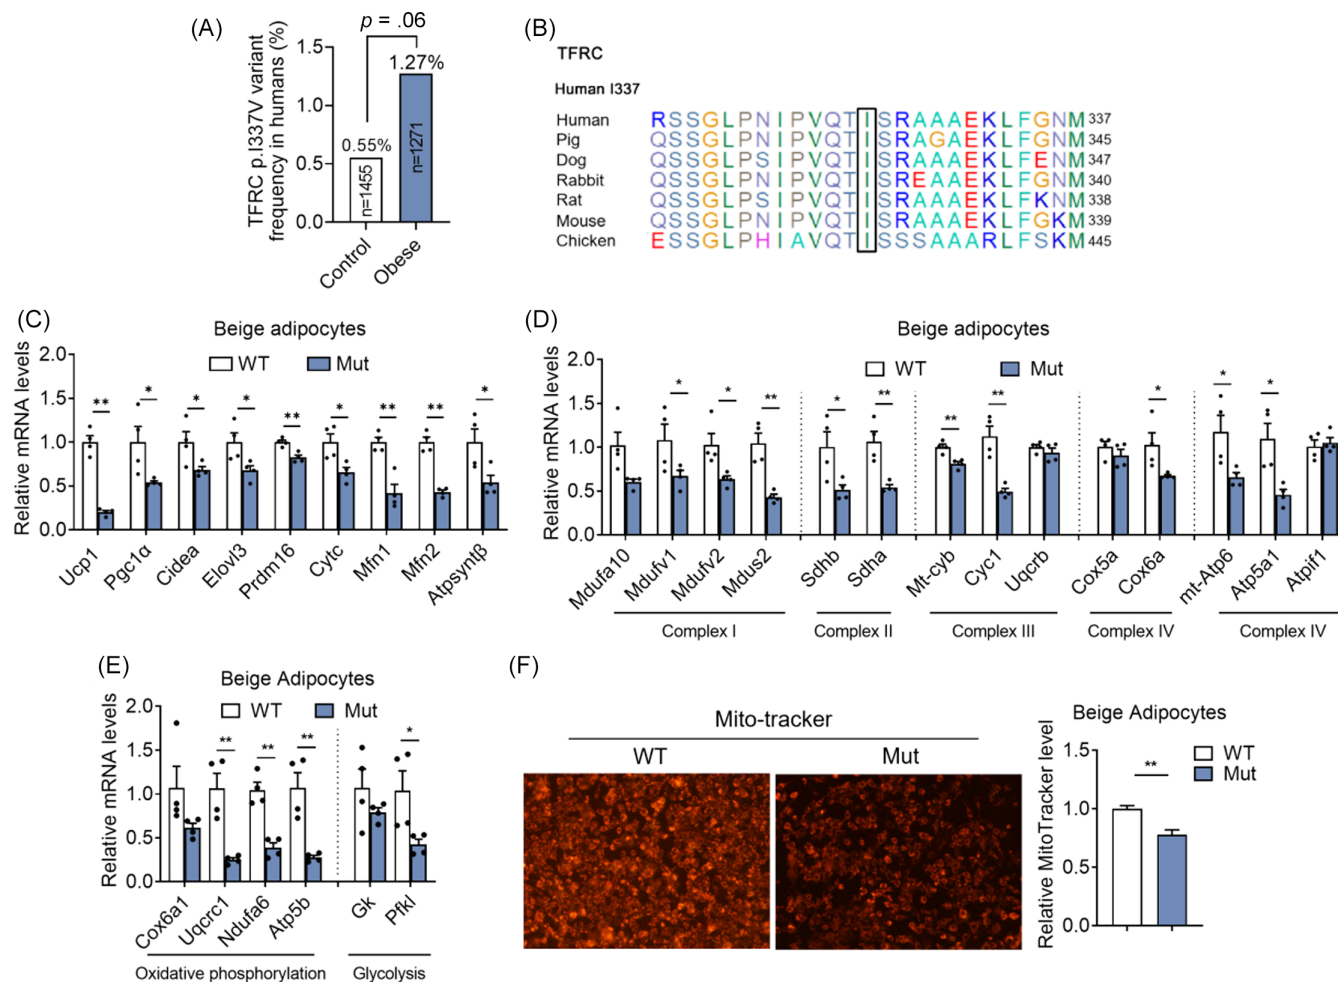 (A)
p = .06
TFRC p.I337V variant
frequency in humans (%)
1.5
1.0
0.5
0.0
0.55%
1.27%
n=1455
n=1271
Control
Obese
(B)
TFRC
Human I337
Human RSSGLPNIPVQTISRAAAEKLFGNM 337
Pig QSSGLPNIPVQTISRAGAEKLFGNM 345
Dog QSSGLPSIPVQTISRAAAEKLFENM 347
Rabbit QSSGLPNIPVQTISREAAEKLFGNM 340
Rat QSSGLPSIPVQTISRAAAEKLFKNM 338
Mouse QSSGLPNIPVQTISRAAAEKLFGKM 339
Chicken ESSGLPHIAVQTISSSAAARLFSKM 445
(C)
Beige adipocytes
WT Mut
Relative mRNA levels
2.0
1.5
1.0
0.5
0.0
** * * * ** * ** ** *
Ucp1 Pgc1α Cidea Elovl3 Prdm16 Cytc Mfn1 Mfn2 Atpsyntβ
(D)
Beige adipocytes
WT Mut
Relative mRNA levels
2.0
1.5
1.0
0.5
0.0
* * ** * ** ** ** * * *
Mdufa10 Mdufv1 Mdufv2 Mdus2 Sdhb Sdha Mt-cyb Cyc1 Uqcrb Cox5a Cox6a mt-Atp6 Atp5a1 Atpif1
Complex I Complex II Complex III Complex IV Complex IV
(E)
Beige Adipocytes
WT Mut
Relative mRNA levels
2.0
1.5
1.0
0.5
0.0
** ** ** *
Cox6a1 Uqcrc1 Ndufa6 Atp5b Gk Pfkl
Oxidative phosphorylation Glycolysis
(F)
Mito-tracker
WT Mut
Beige Adipocytes
WT
Mut
Relative MitoTracker level
1.5
1.0
0.5
0.0
**